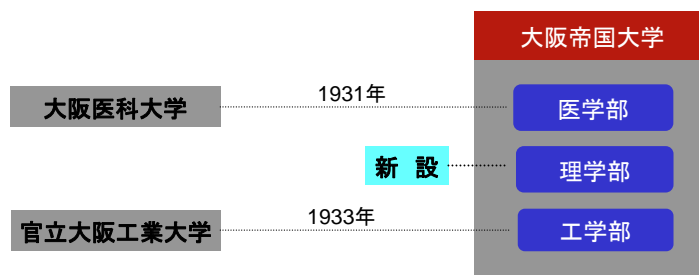 大阪帝国大学
大阪医科大学
1931年
医学部
新 設
理学部
官立大阪工業大学
1933年
工学部